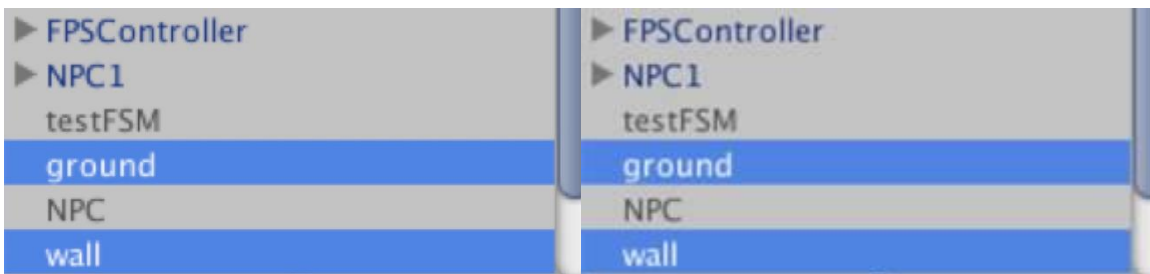 FPSController
NPC1
testFSM
ground
NPC
wall
FPSController
NPC1
testFSM
ground
NPC
wall